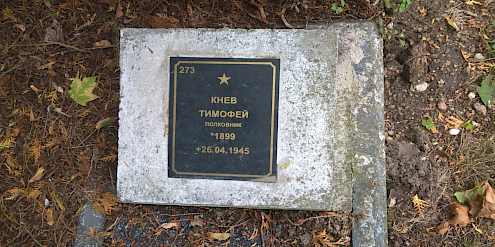 273
КНЕВ
ТИМОФЕЙ
ПОЛКОВНИК
*1899
+26.04.1945